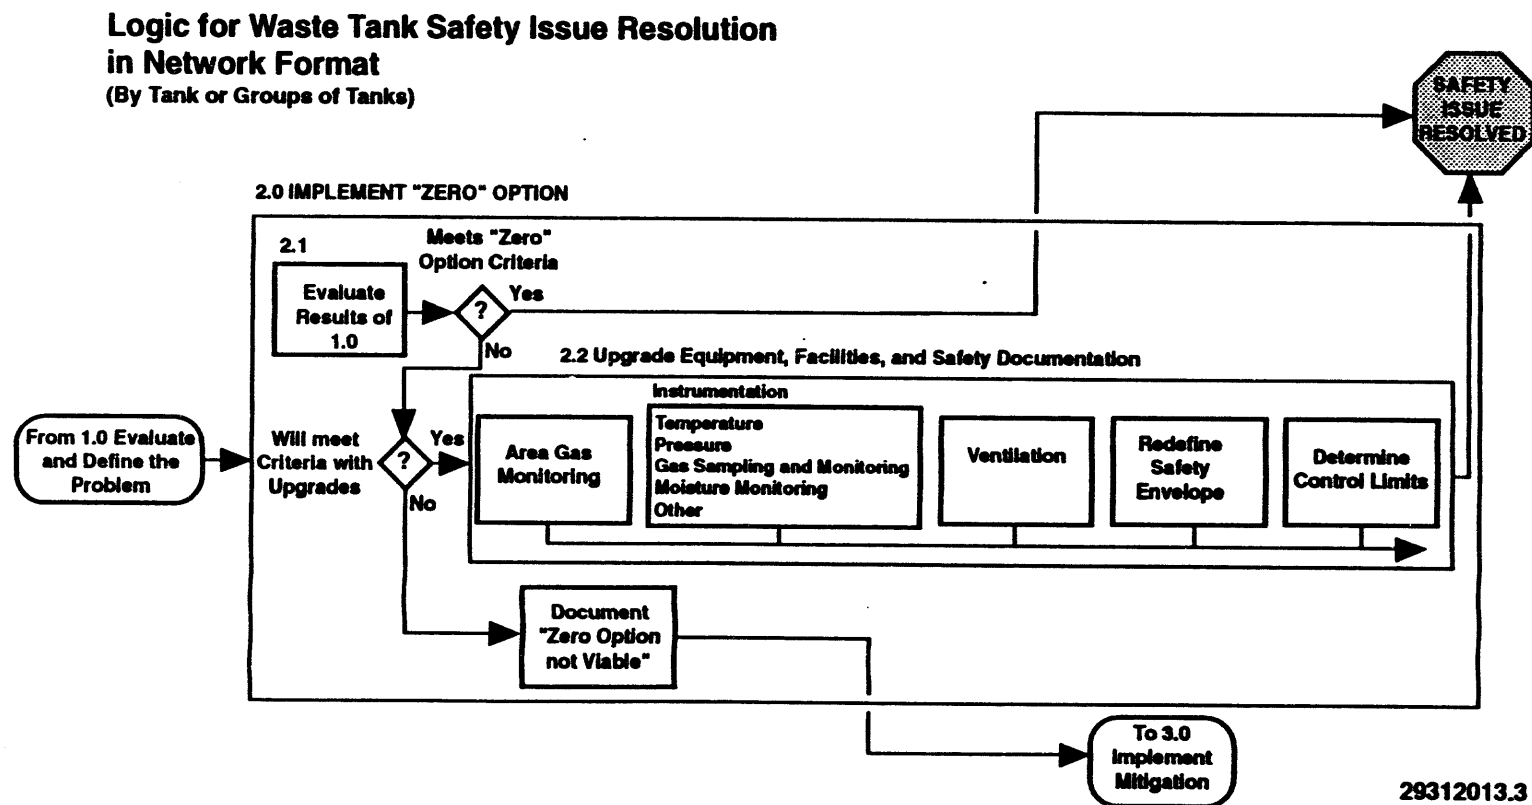 Logic for Waste Tank Safety Issue Resolution
in Network Format
(By Tank or Groups of Tanks)
SAFETY
ISSUE
RESOLVED
2.0 IMPLEMENT "ZERO" OPTION
2.1
Evaluate
Results of
1.0
Meets "Zero"
Option Criteria
?
Yes
No
2.2 Upgrade Equipment, Facilities, and Safety Documentation
From 1.0 Evaluate
and Define the
Problem
Will meet
Criteria with
Upgrades
?
Yes
No
Area Gas
Monitoring
Instrumentation
Temperature
Pressure
Gas Sampling and Monitoring
Moisture Monitoring
Other
Ventilation
Redefine
Safety
Envelope
Determine
Control Limits
Document
"Zero Option
not Viable"
To 3.0
Implement
Mitigation
29312013.3